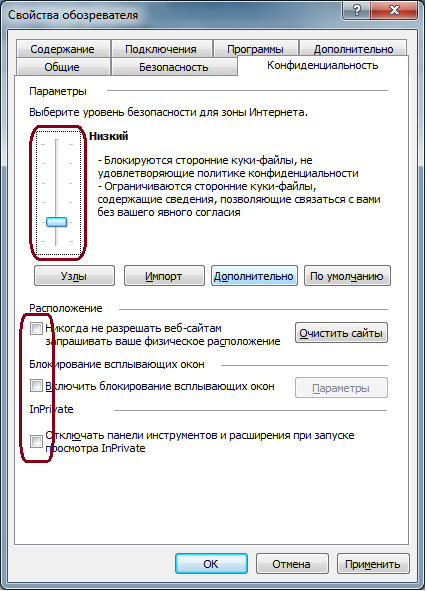 Свойства обозревателя
Содержание Подключения Программы Дополнительно
Общие Безопасность Конфиденциальность
Параметры
Выберите уровень безопасности для зоны Интернета.
Низкий
- Блокируются сторонние куки-файлы, не
удовлетворяющие политике конфиденциальности
- Ограничиваются сторонние куки-файлы,
содержащие сведения, позволяющие связаться с вами
без вашего явного согласия
Узлы Импорт Дополнительно По умолчанию
Расположение
Никогда не разрешать веб-сайтам
запрашивать ваше физическое расположение
Очистить сайты
Блокирование всплывающих окон
Включить блокирование всплывающих окон
Параметры
InPrivate
Отключать панели инструментов и расширения при запуске
просмотра InPrivate
ОК Отмена Применить